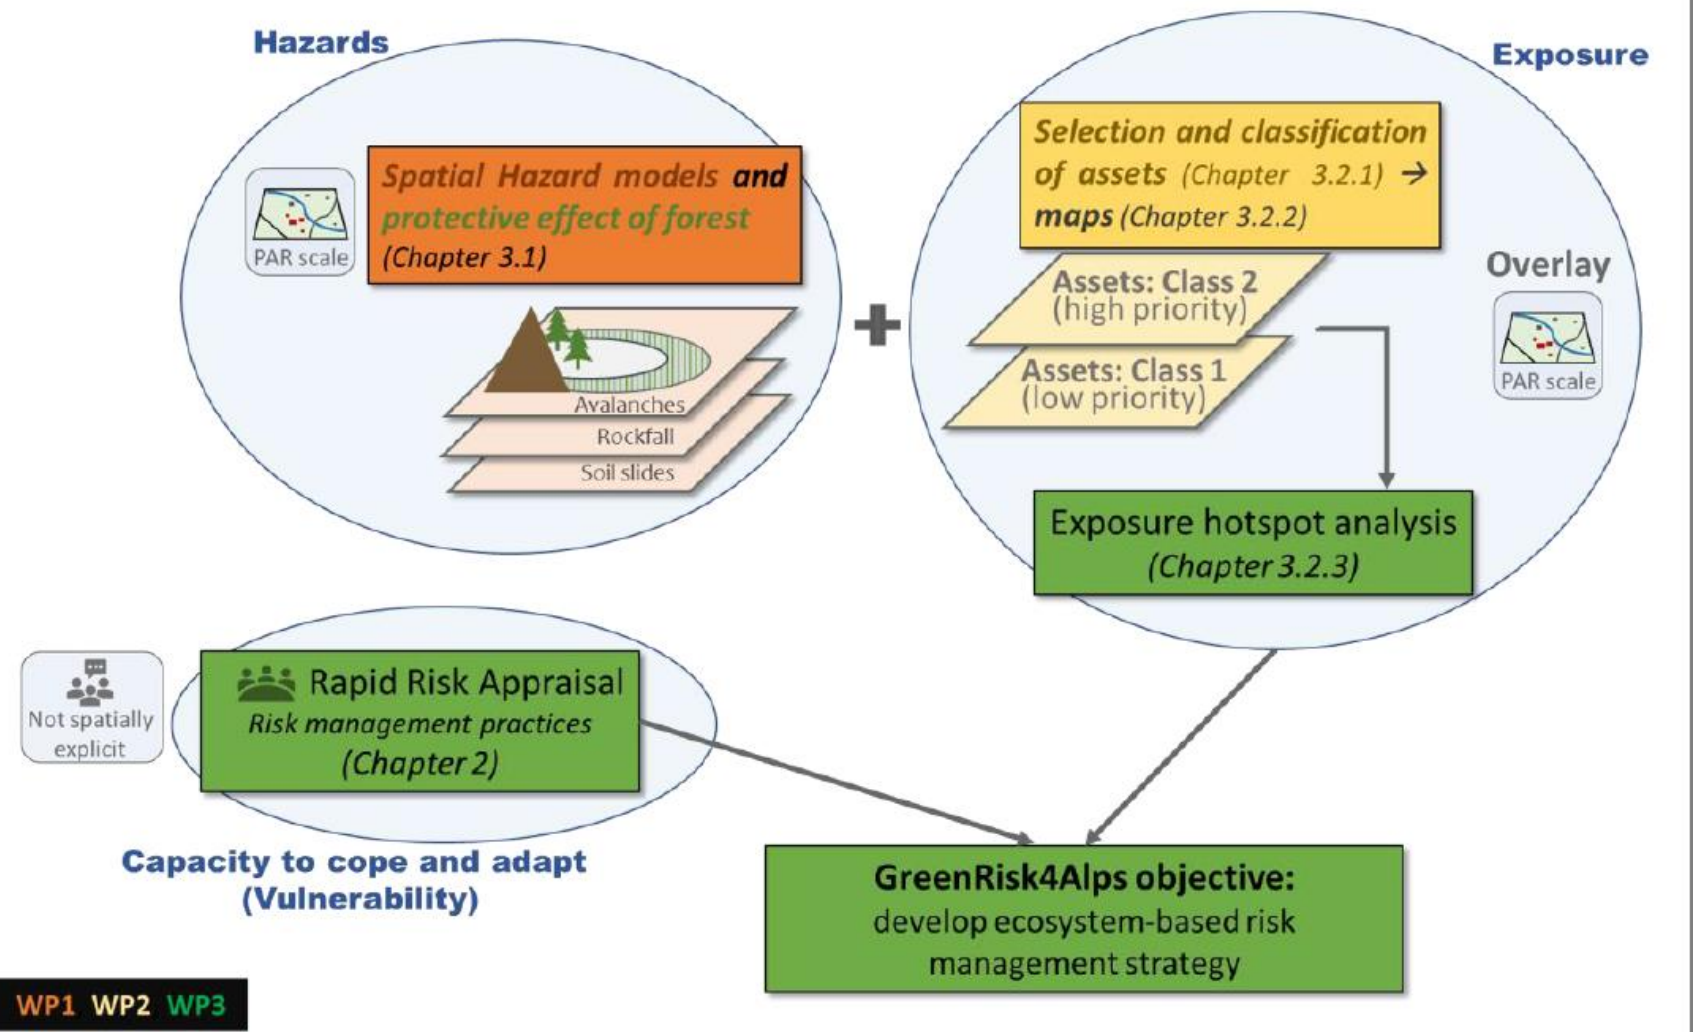 Hazards
Spatial Hazard models and
protective effect of forest
(Chapter 3.1)
PAR scale
Avalanches
Rockfall
Soil slides
+
Exposure
Selection and classification
of assets (Chapter 3.2.1) →
maps (Chapter 3.2.2)
Assets: Class 2
(high priority)
Assets: Class 1
(low priority)
Overlay
PAR scale
Exposure hotspot analysis
(Chapter 3.2.3)
Not spatially
explicit
Rapid Risk Appraisal
Risk management practices
(Chapter 2)
Capacity to cope and adapt
(Vulnerability)
GreenRisk4Alps objective:
develop ecosystem-based risk
management strategy
WP1 WP2 WP3